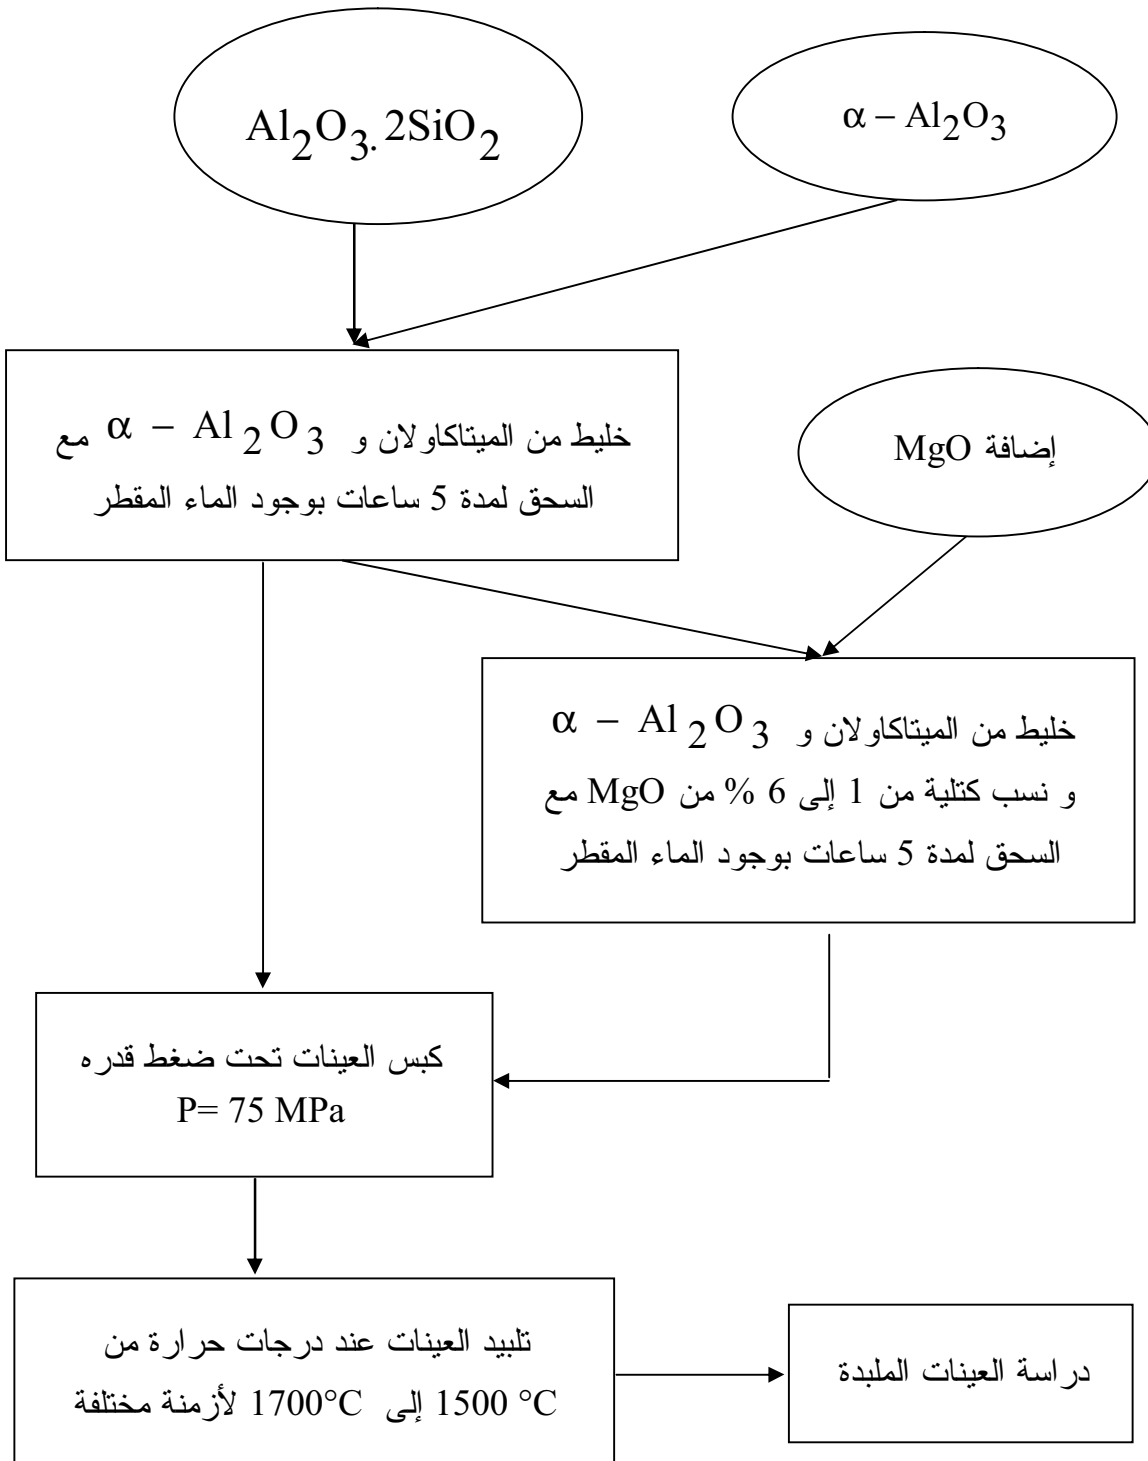 Al2O3.2SiO2
α – Al2O3
خليط من الميتاكاولان و α – Al2O3 مع
السحق لمدة 5 ساعات بوجود الماء المقطر
إضافة MgO
خليط من الميتاكاولان و α – Al2O3
و نسب كتلية من 1 إلى 6 % من MgO مع
السحق لمدة 5 ساعات بوجود الماء المقطر
كبس العينات تحت ضغط قدره
P= 75 MPa
تلبيد العينات عند درجات حرارة من
1500 °C إلى 1700°C لأزمنة مختلفة
دراسة العينات الملبدة